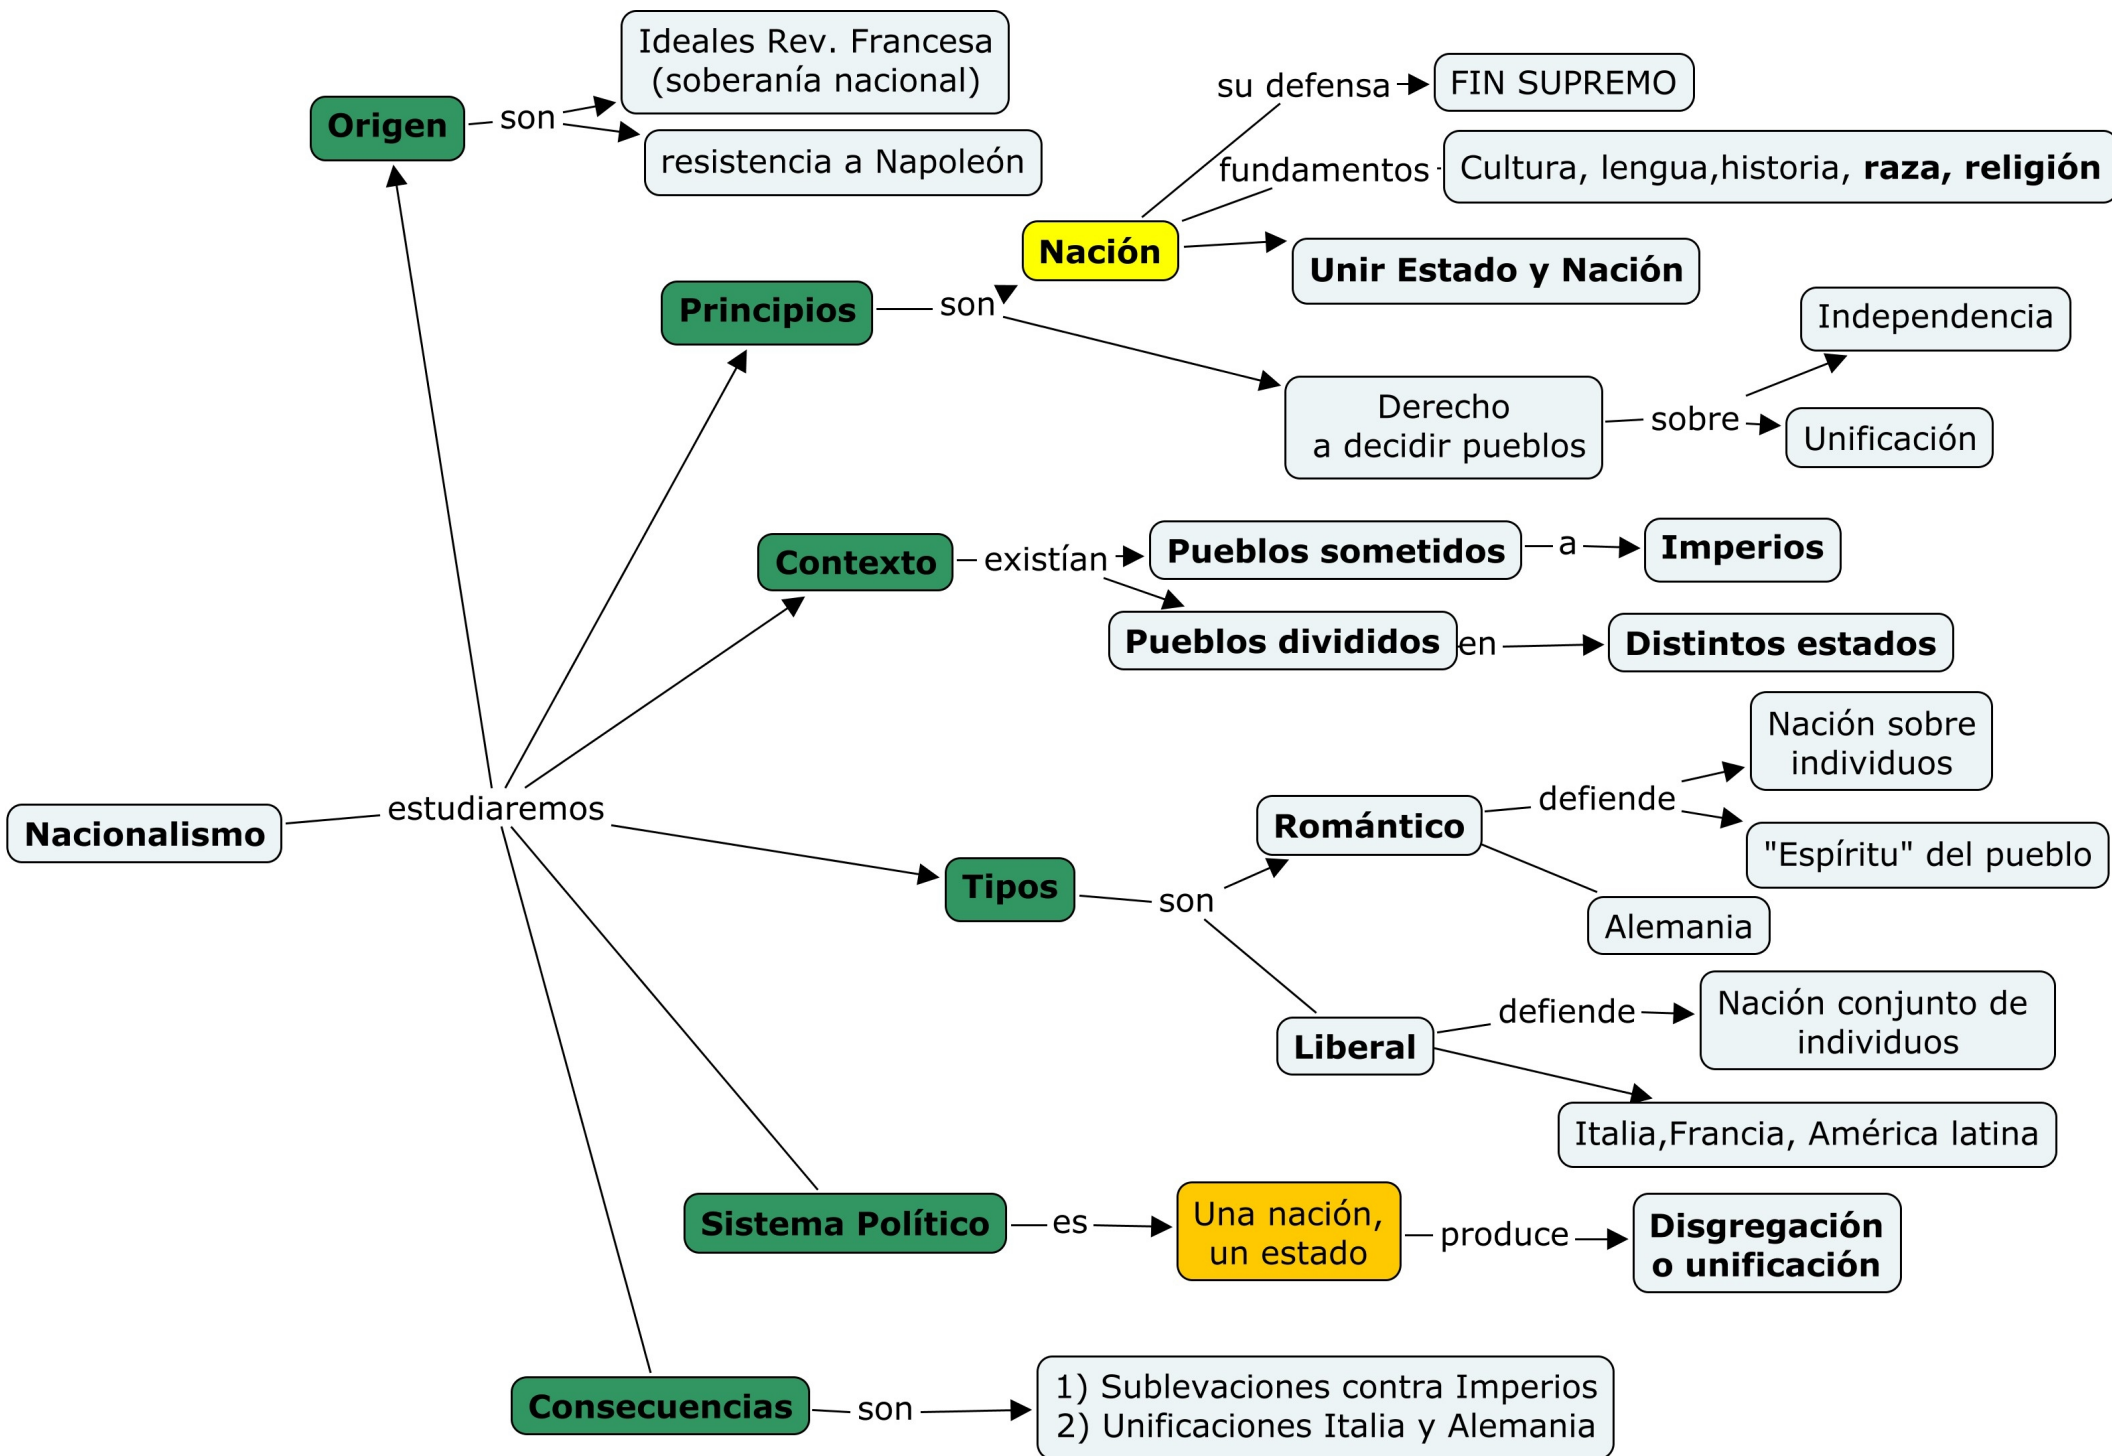 Nacionalismo
estudiaremos
Origen
son
Ideales Rev. Francesa
(soberanía nacional)
resistencia a Napoleón
Principios
son
Nación
su defensa
FIN SUPREMO
fundamentos
Cultura, lengua,historia, raza, religión
Unir Estado y Nación
Derecho
a decidir pueblos
sobre
Independencia
Unificación
Contexto
existían
Pueblos sometidos
a
Imperios
Pueblos divididos
en
Distintos estados
Tipos
son
Romántico
defiende
Nación sobre
individuos
"Espíritu" del pueblo
Alemania
Liberal
defiende
Nación conjunto de
individuos
Italia,Francia, América latina
Sistema Político
es
Una nación,
un estado
produce
Disgregación
o unificación
Consecuencias
son
1) Sublevaciones contra Imperios
2) Unificaciones Italia y Alemania